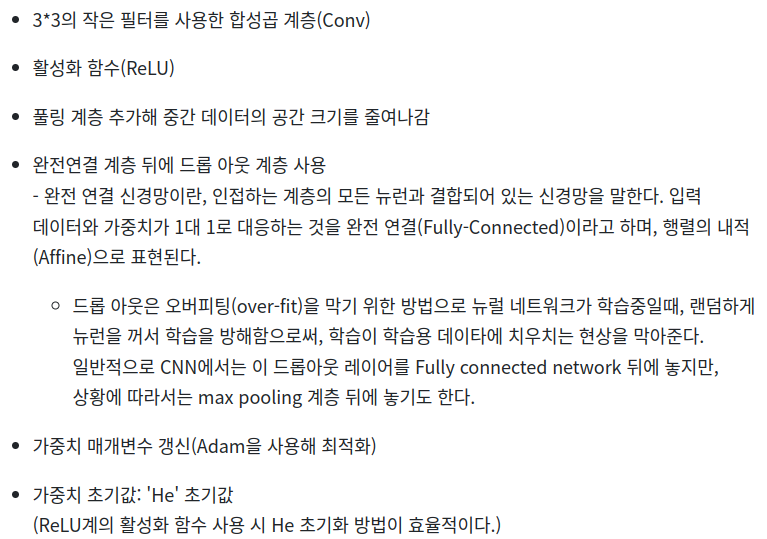 3*3의 작은 필터를 사용한 합성곱 계층(Conv)
활성화 함수(ReLU)
풀링 계층 추가해 중간 데이터의 공간 크기를 줄여나감
완전연결 계층 뒤에 드롭 아웃 계층 사용
- 완전 연결 신경망이란, 인접하는 계층의 모든 뉴런과 결합되어 있는 신경망을 말한다. 입력
데이터와 가중치가 1대 1로 대응하는 것을 완전 연결(Fully-Connected)이라고 하며, 행렬의 내적
(Affine)으로 표현된다.
드롭 아웃은 오버피팅(over-fit)을 막기 위한 방법으로 뉴럴 네트워크가 학습중일때, 랜덤하게
뉴런을 꺼서 학습을 방해함으로써, 학습이 학습용 데이타에 치우치는 현상을 막아준다.
일반적으로 CNN에서는 이 드롭아웃 레이어를 Fully connected network 뒤에 놓지만,
상황에 따라서는 max pooling 계층 뒤에 놓기도 한다.
가중치 매개변수 갱신(Adam을 사용해 최적화)
가중치 초기값: 'He' 초기값
(ReLU계의 활성화 함수 사용 시 He 초기화 방법이 효율적이다.)